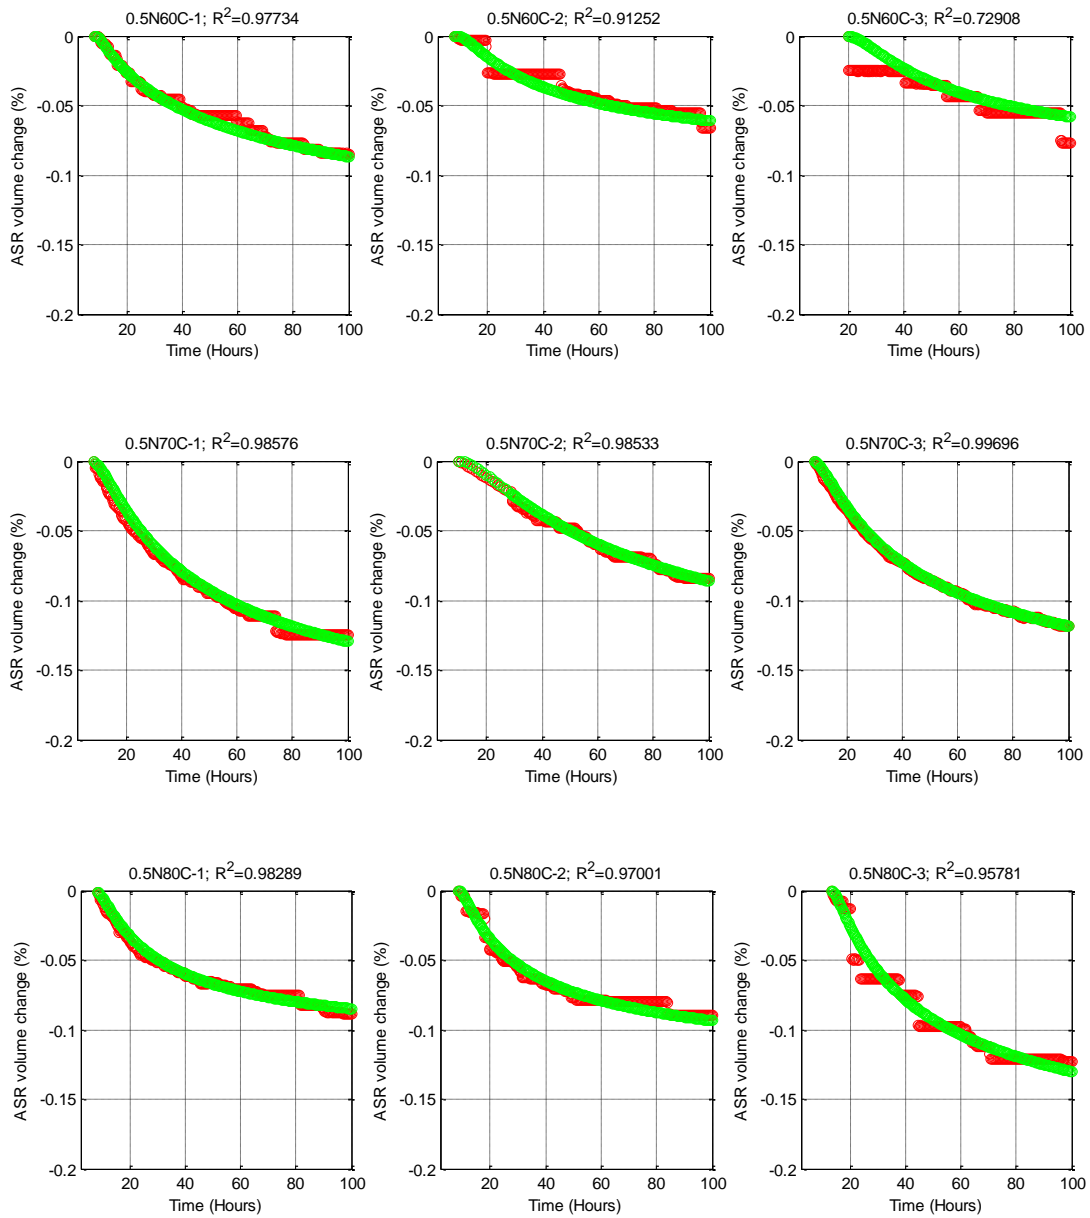 0.5N60C-1; R²=0.97734
0
-0.05
-0.1
-0.15
-0.2
20 40 60 80 100
Time (Hours)
ASR volume change (%)
0.5N60C-2; R²=0.91252
0
-0.05
-0.1
-0.15
-0.2
20 40 60 80 100
Time (Hours)
ASR volume change (%)
0.5N60C-3; R²=0.72908
0
-0.05
-0.1
-0.15
-0.2
20 40 60 80 100
Time (Hours)
ASR volume change (%)
0.5N70C-1; R²=0.98576
0
-0.05
-0.1
-0.15
-0.2
20 40 60 80 100
Time (Hours)
ASR volume change (%)
0.5N70C-2; R²=0.98533
0
-0.05
-0.1
-0.15
-0.2
20 40 60 80 100
Time (Hours)
ASR volume change (%)
0.5N70C-3; R²=0.99696
0
-0.05
-0.1
-0.15
-0.2
20 40 60 80 100
Time (Hours)
ASR volume change (%)
0.5N80C-1; R²=0.98289
0
-0.05
-0.1
-0.15
-0.2
20 40 60 80 100
Time (Hours)
ASR volume change (%)
0.5N80C-2; R²=0.97001
0
-0.05
-0.1
-0.15
-0.2
20 40 60 80 100
Time (Hours)
ASR volume change (%)
0.5N80C-3; R²=0.95781
0
-0.05
-0.1
-0.15
-0.2
20 40 60 80 100
Time (Hours)
ASR volume change (%)